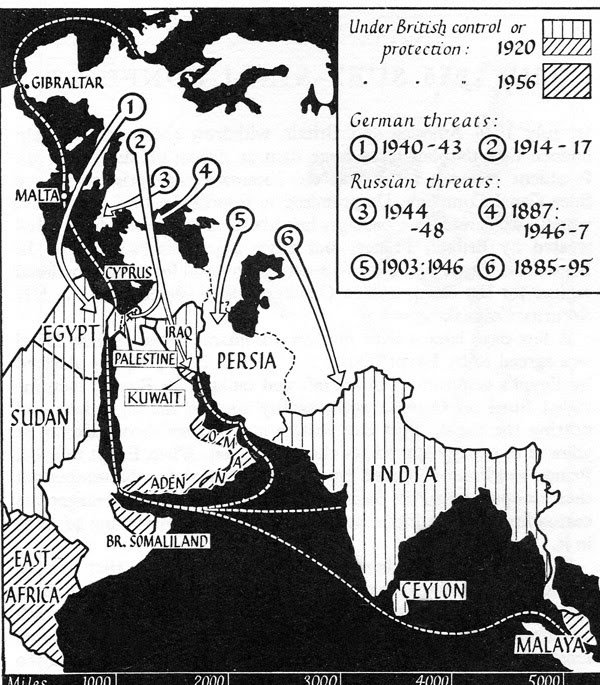 Under British control or
protection: 1920
" " 1956
German threats:
① 1940-43 ② 1914-17
Russian threats:
③ 1944
-48
④ 1887:
1946-7
⑤ 1903:1946
⑥ 1885-95
GIBRALTAR
1
2
3
4
MALTA
5
6
CYPRUS
EGYPT
IRAQ
PALESTINE
PERSIA
KUWAIT
SUDAN
OMAN
INDIA
ADEN
BR. SOMALILAND
EAST
AFRICA
CEYLON
MALAYA
Miles 1000 2000 3000 4000 5000